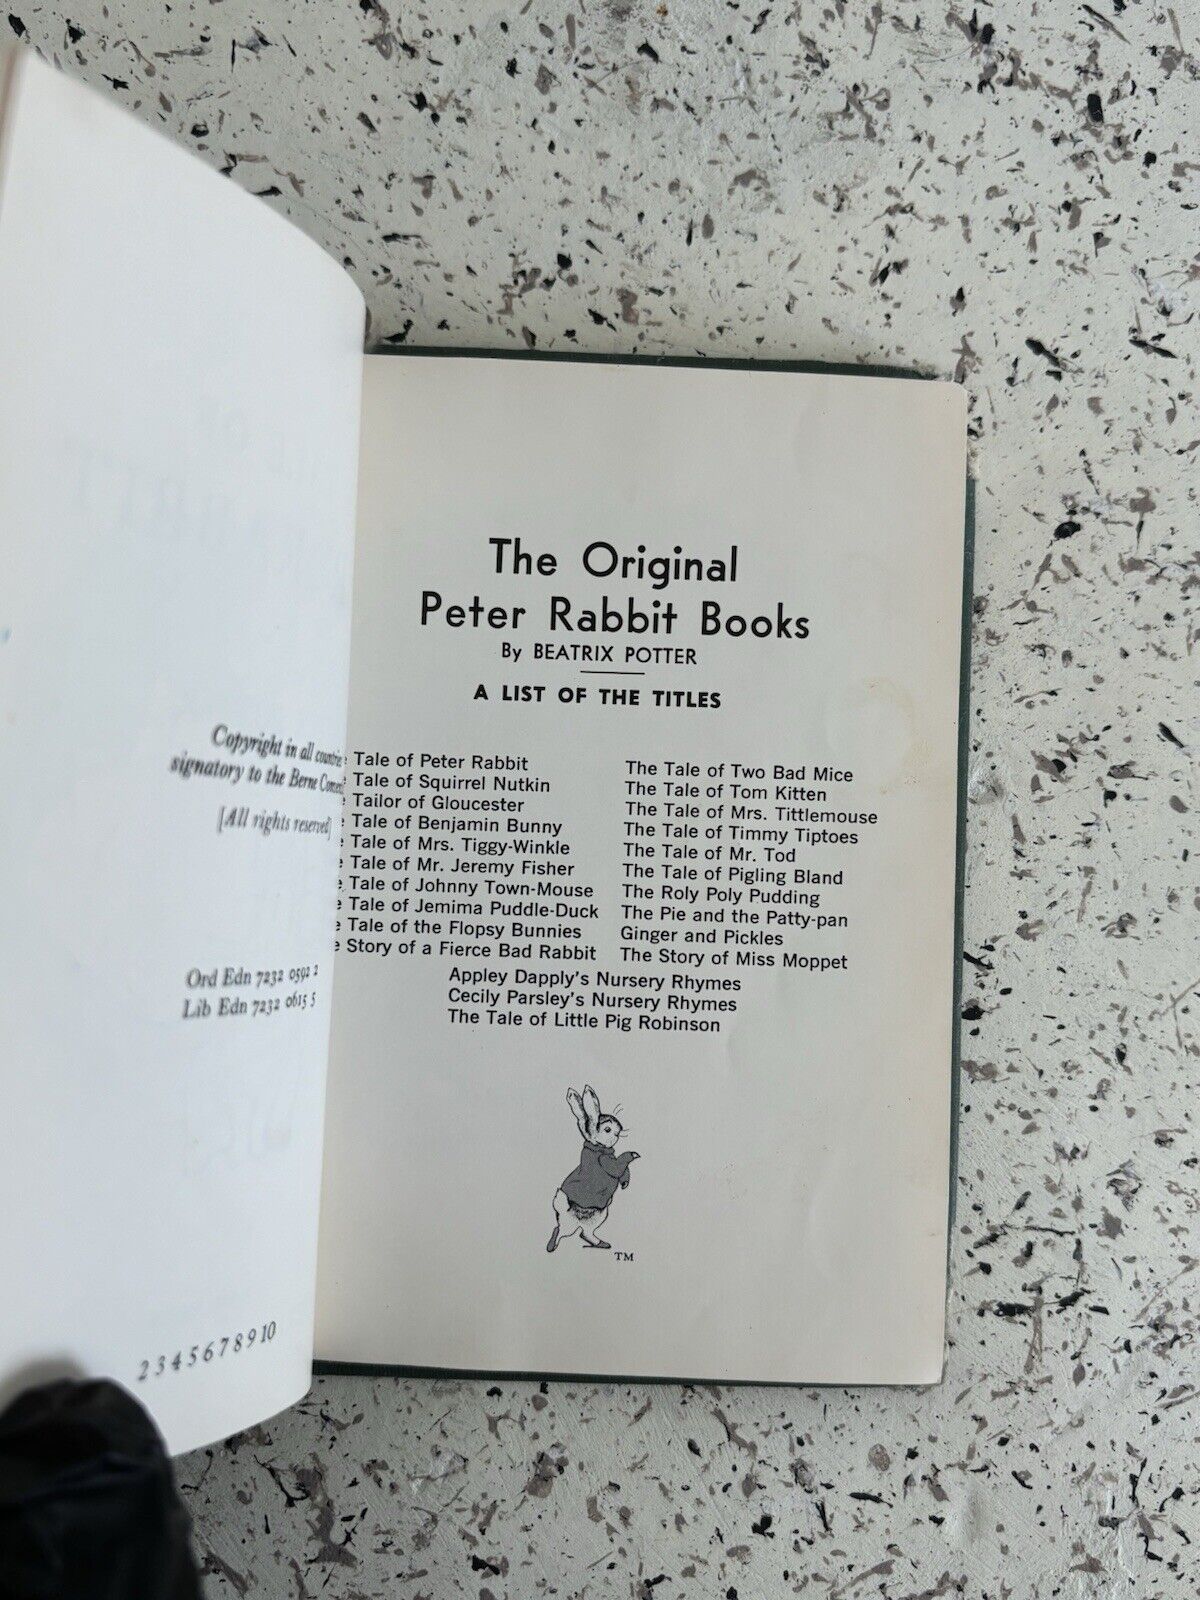 Copyright in all countries
signatory to the Berne
[All rights reserved]
Ord Edn 7232 0592 2
Lib Edn 7232 0615 5
2 3 4 5 6 7 8 9 10
The Original
Peter Rabbit Books
By BEATRIX POTTER
A LIST OF THE TITLES
e Tale of Peter Rabbit
e Tale of Squirrel Nutkin
e Tailor of Gloucester
e Tale of Benjamin Bunny
e Tale of Mrs. Tiggy-Winkle
e Tale of Mr. Jeremy Fisher
e Tale of Johnny Town-Mouse
e Tale of Jemima Puddle-Duck
e Tale of the Flopsy Bunnies
e Story of a Fierce Bad Rabbit
The Tale of Two Bad Mice
The Tale of Tom Kitten
The Tale of Mrs. Tittlemouse
The Tale of Timmy Tiptoes
The Tale of Mr. Tod
The Tale of Pigling Bland
The Roly Poly Pudding
The Pie and the Patty-pan
Ginger and Pickles
The Story of Miss Moppet
Appley Dapply's Nursery Rhymes
Cecily Parsley's Nursery Rhymes
The Tale of Little Pig Robinson
TM